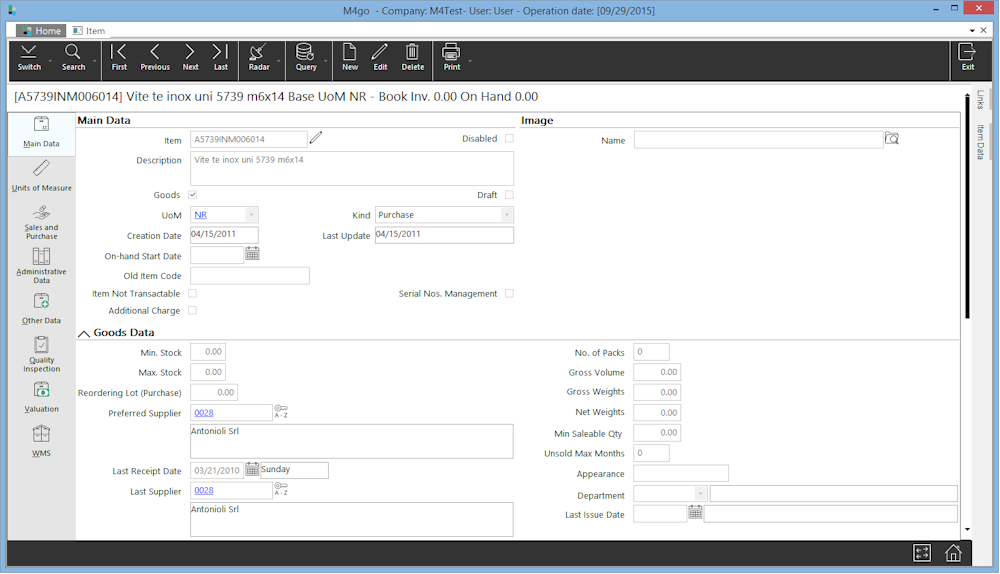 M4go - Company: M4Test- User: User - Operation date: [09/29/2015]
Home Item
Switch Search First Previous Next Last Radar Query New Edit Delete Print Exit
[A5739INM006014] Vite te inox uni 5739 m6x14 Base UoM NR - Book Inv. 0.00 On Hand 0.00
Links
Item Data
Main Data
Units of Measure
Sales and
Purchase
Administrative
Data
Other Data
Quality
Inspection
Valuation
WMS
Main Data
Item A5739INM006014 Disabled
Description Vite te inox uni 5739 m6x14
Goods Draft
UoM NR Kind Purchase
Creation Date 04/15/2011 Last Update 04/15/2011
On-hand Start Date
Old Item Code
Item Not Transactable Serial Nos. Management
Additional Charge
Image
Name
Goods Data
Min. Stock 0.00
Max. Stock 0.00
Reordering Lot (Purchase) 0.00
Preferred Supplier 0028 A-Z
Antonioli Srl
Last Receipt Date 03/21/2010 Sunday
Last Supplier 0028 A-Z
Antonioli Srl
No. of Packs 0
Gross Volume 0.00
Gross Weights 0.00
Net Weights 0.00
Min Saleable Qty 0.00
Unsold Max Months 0
Appearance
Department
Last Issue Date